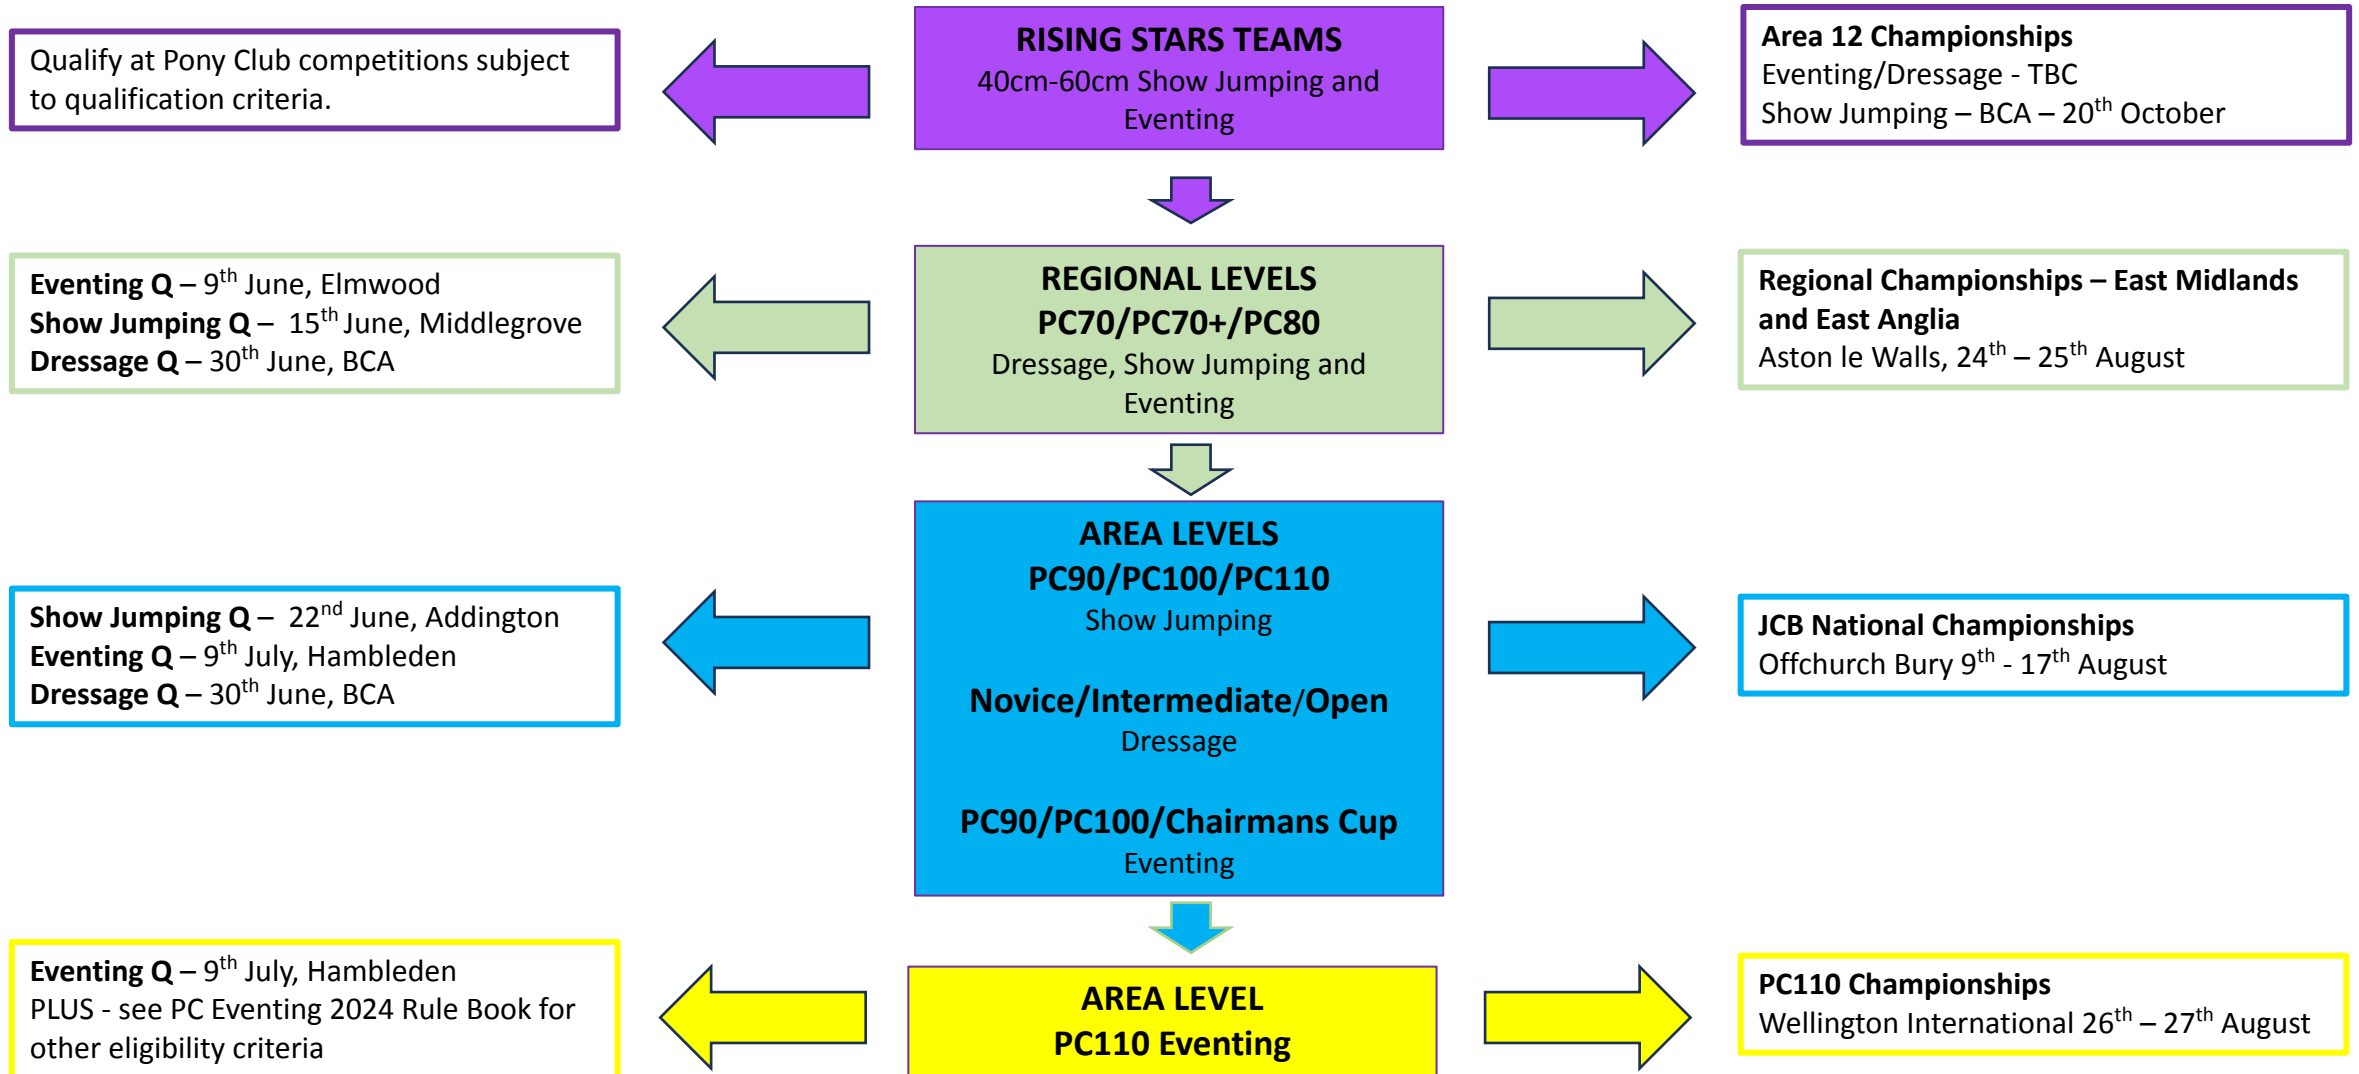 Qualify at Pony Club competitions subject
to qualification criteria.
RISING STARS TEAMS
40cm-60cm Show Jumping and
Eventing
Area 12 Championships
Eventing/Dressage - TBC
Show Jumping – BCA – 20th October
Eventing Q – 9th June, Elmwood
Show Jumping Q – 15th June, Middlegrove
Dressage Q – 30th June, BCA
REGIONAL LEVELS
PC70/PC70+/PC80
Dressage, Show Jumping and
Eventing
Regional Championships – East Midlands
and East Anglia
Aston le Walls, 24th – 25th August
Show Jumping Q – 22nd June, Addington
Eventing Q – 9th July, Hambleden
Dressage Q – 30th June, BCA
AREA LEVELS
PC90/PC100/PC110
Show Jumping
Novice/Intermediate/Open
Dressage
PC90/PC100/Chairmans Cup
Eventing
JCB National Championships
Offchurch Bury 9th - 17th August
Eventing Q – 9th July, Hambleden
PLUS - see PC Eventing 2024 Rule Book for
other eligibility criteria
AREA LEVEL
PC110 Eventing
PC110 Championships
Wellington International 26th – 27th August